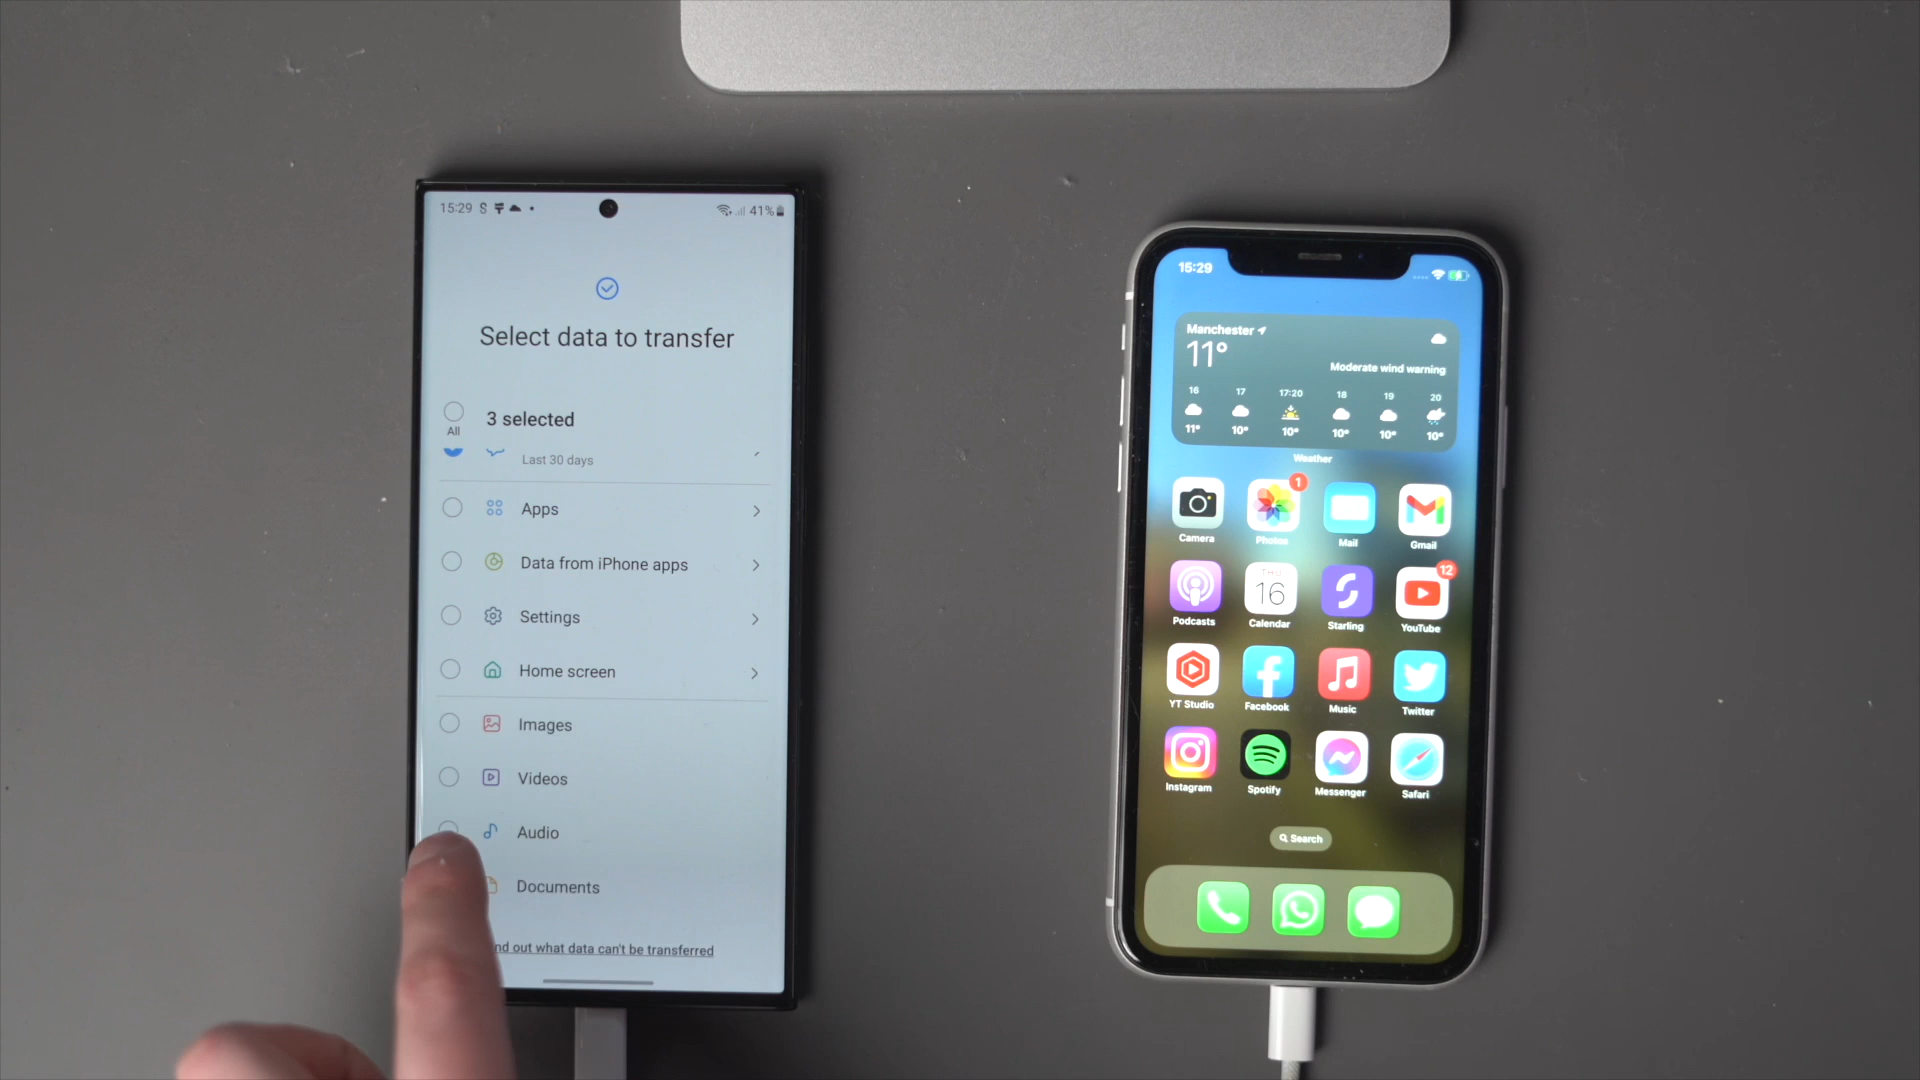 15:29
41%
Select data to transfer
3 selected
All
Last 30 days
Apps
Data from iPhone apps
Settings
Home screen
Images
Videos
Audio
Documents
out what data can't be transferred
15:29
Manchester
11°
Moderate wind warning
16 17 17:20 18 19 20
11° 10° 10° 10° 10° 10°
Weather
1
Camera Photos Mail Gmail
THU
16
12
Podcasts Calendar Starling YouTube
YT Studio Facebook Music Twitter
Instagram Spotify Messenger Safari
Search